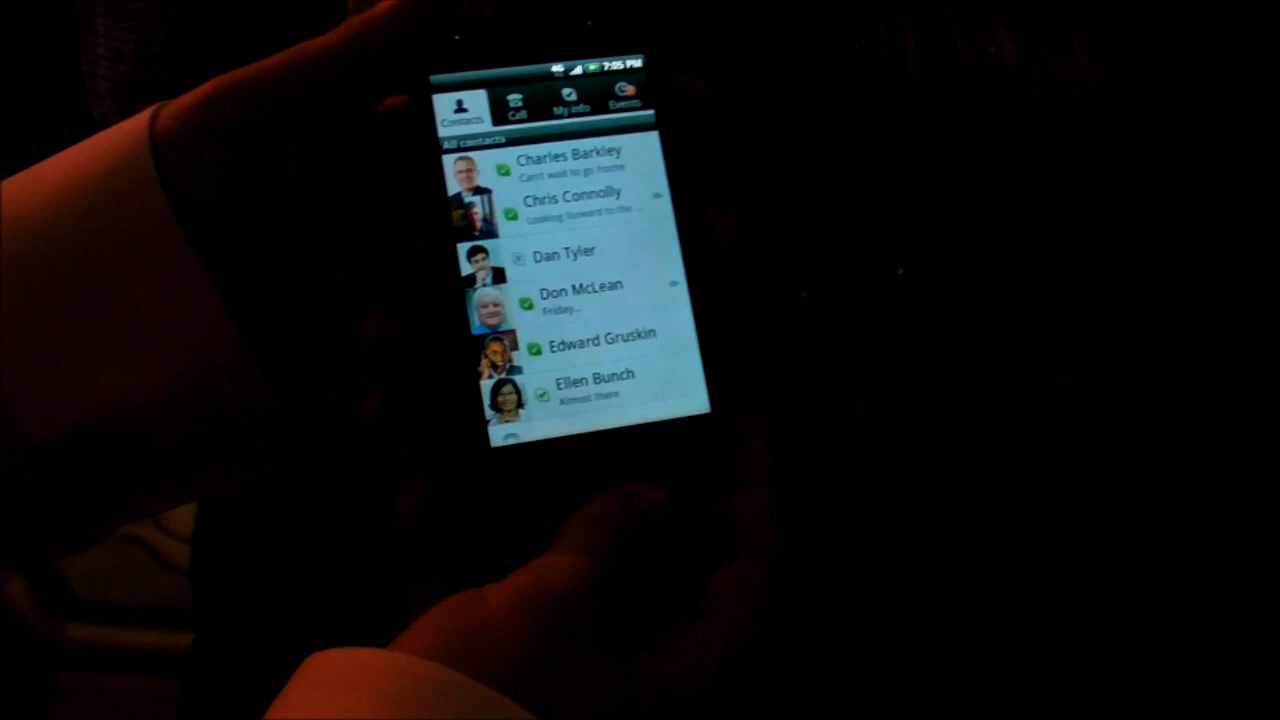 4G 7:05 PM
Contacts Call My info Events
All contacts
Charles Barkley
Can't wait to go home
Chris Connolly
Looking forward to the ...
Dan Tyler
Don McLean
Friday...
Edward Gruskin
Ellen Bunch
Almost there